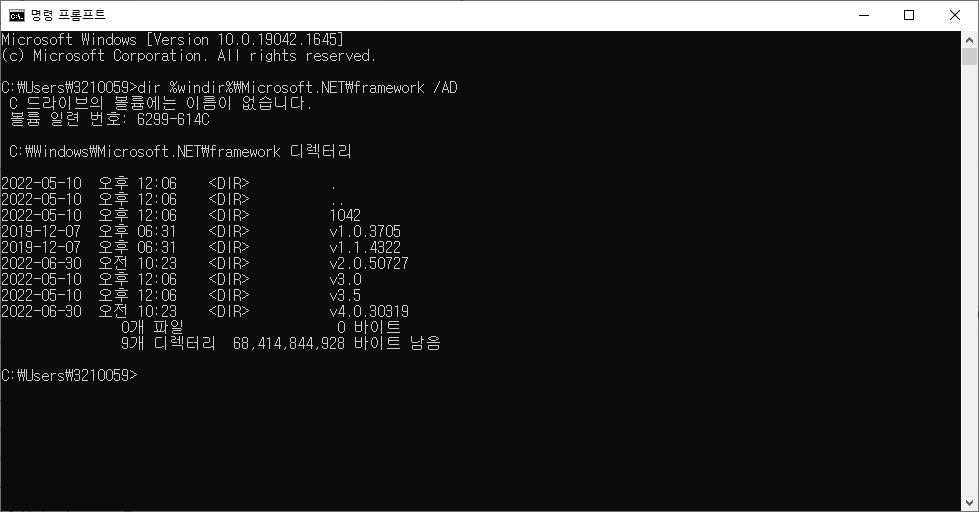 명령 프롬프트
Microsoft Windows [Version 10.0.19042.1645]
(c) Microsoft Corporation. All rights reserved.
C:₩Users₩3210059>dir %windir%₩Microsoft.NET₩framework /AD
C 드라이브의 볼륨에는 이름이 없습니다.
볼륨 일련 번호: 6299-614C
C:₩Windows₩Microsoft.NET₩framework 디렉터리
2022-05-10 오후 12:06 <DIR> .
2022-05-10 오후 12:06 <DIR> ..
2022-05-10 오후 12:06 <DIR> 1042
2019-12-07 오후 06:31 <DIR> v1.0.3705
2019-12-07 오후 06:31 <DIR> v1.1.4322
2022-06-30 오전 10:23 <DIR> v2.0.50727
2022-05-10 오후 12:06 <DIR> v3.0
2022-05-10 오후 12:06 <DIR> v3.5
2022-06-30 오전 10:23 <DIR> v4.0.30319
0개 파일 0 바이트
9개 디렉터리 68,414,844,928 바이트 남음
C:₩Users₩3210059>